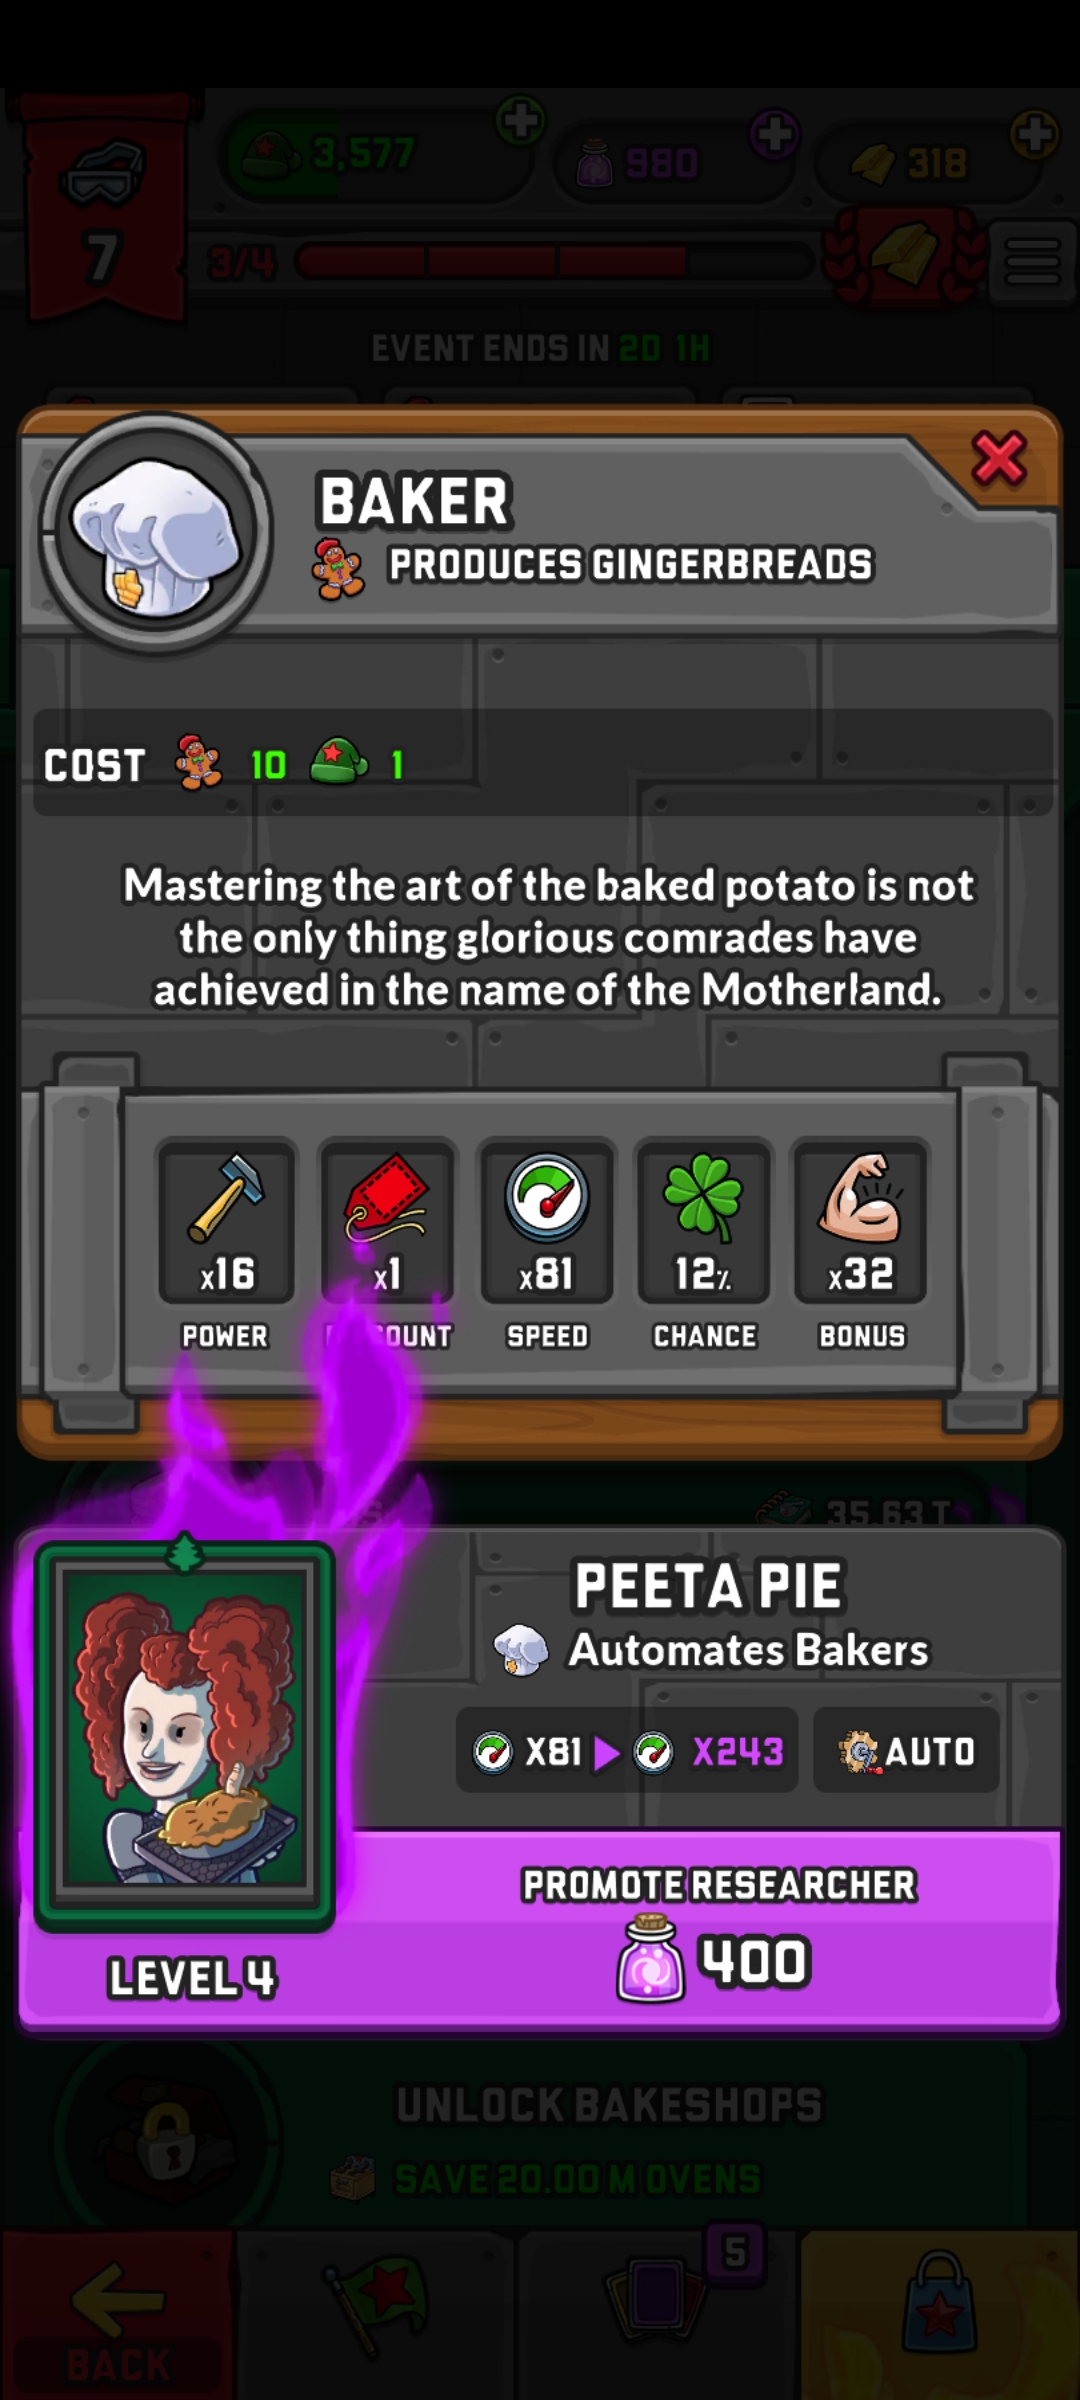 3,577
980
318
7
3/4
EVENT ENDS IN 2D 1H
BAKER
PRODUCES GINGERBREADS
COST 10 1
Mastering the art of the baked potato is not
the only thing glorious comrades have
achieved in the name of the Motherland.
x16
x1
x81
12%
x32
POWER
DISCOUNT
SPEED
CHANCE
BONUS
35.63 T
PEETA PIE
Automates Bakers
X81 X243 AUTO
PROMOTE RESEARCHER
400
LEVEL 4
UNLOCK BAKESHOPS
SAVE 20.00 M OVENS
5
BACK